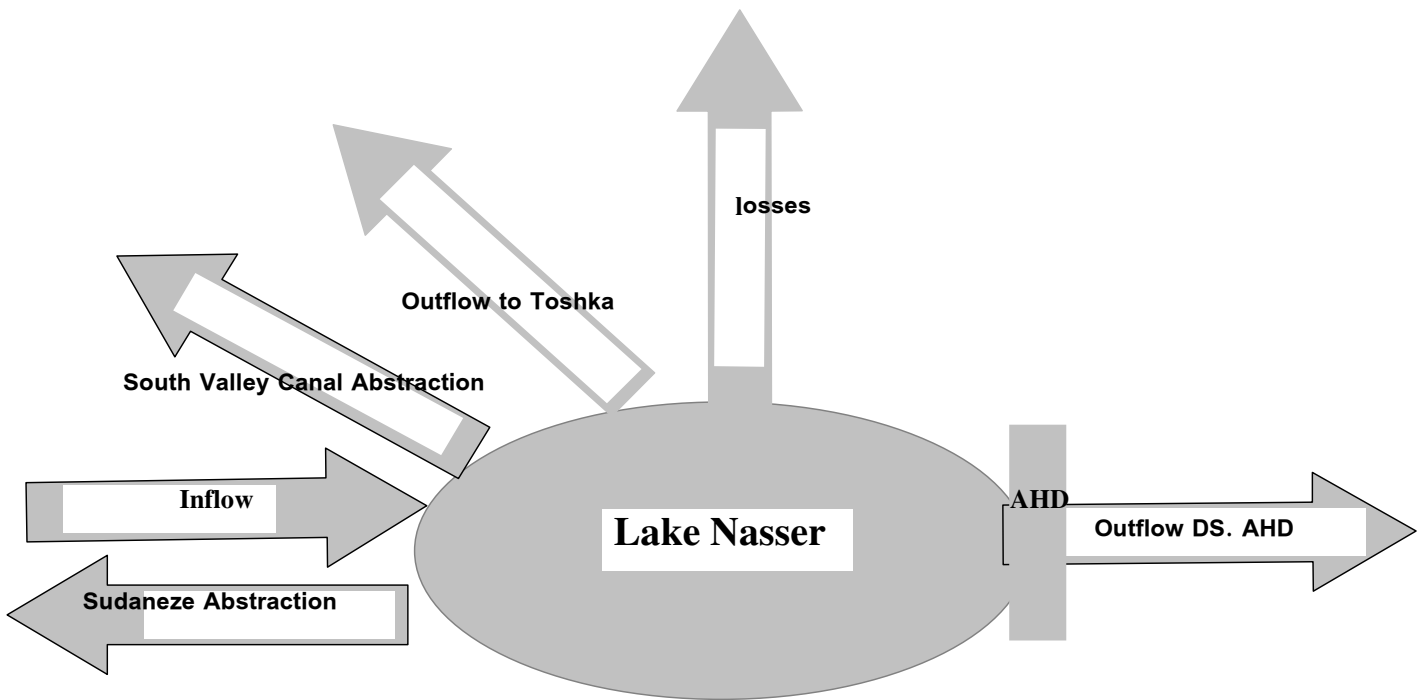 losses
Outflow to Toshka
South Valley Canal Abstraction
Inflow
AHD
Lake Nasser
Outflow DS. AHD
Sudaneze Abstraction